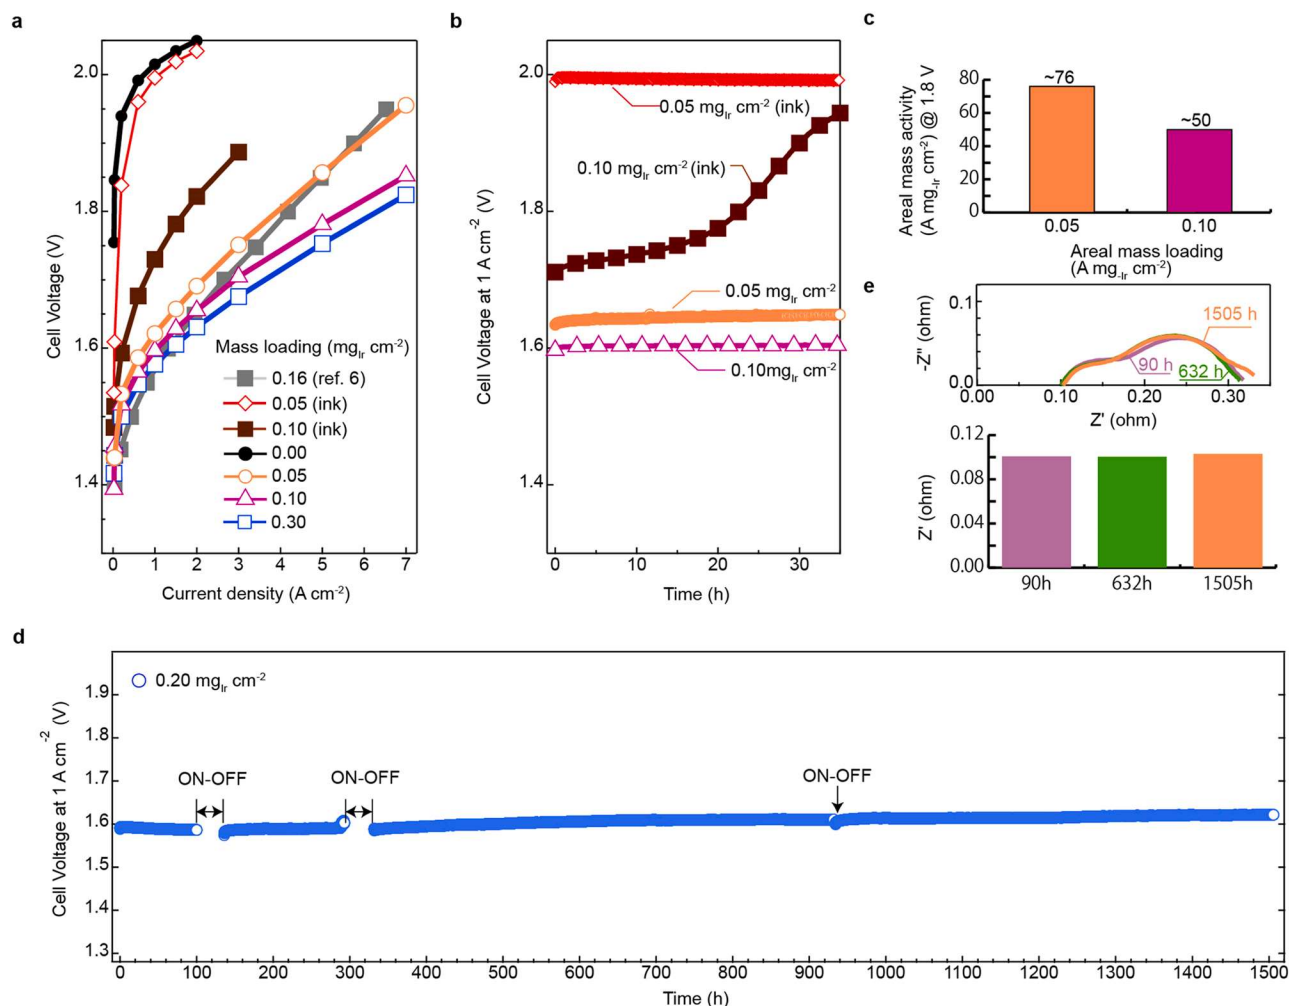 a
2.0
1.8
1.6
1.4
Cell Voltage (V)
Mass loading (mgIr cm-2)
0.16 (ref. 6)
0.05 (ink)
0.10 (ink)
0.00
0.05
0.10
0.30
0 1 2 3 4 5 6 7
Current density (A cm-2)
b
2.0
1.8
1.6
1.4
Cell Voltage at 1 A cm-2 (V)
0.05 mgIr cm-2 (ink)
0.10 mgIr cm-2 (ink)
0.05 mgIr cm-2
0.10mgIr cm-2
0 10 20 30
Time (h)
c
Areal mass activity
(A mg-Ir cm-2) @ 1.8 V
80
60
40
20
0
~76
~50
0.05 0.10
Areal mass loading
(A mg-Ir cm-2)
e
-Z" (ohm)
0.1
0.0
1505 h
90 h
632 h
0.00 0.10 0.20 0.30
Z' (ohm)
Z' (ohm)
0.12
0.08
0.04
0.00
90h 632h 1505h
d
Cell Voltage at 1 A cm-2 (V)
1.9
1.8
1.7
1.6
1.5
1.4
1.3
0.20 mgIr cm-2
ON-OFF ON-OFF ON-OFF
0 100 200 300 400 500 600 700 800 900 1000 1100 1200 1300 1400 1500
Time (h)